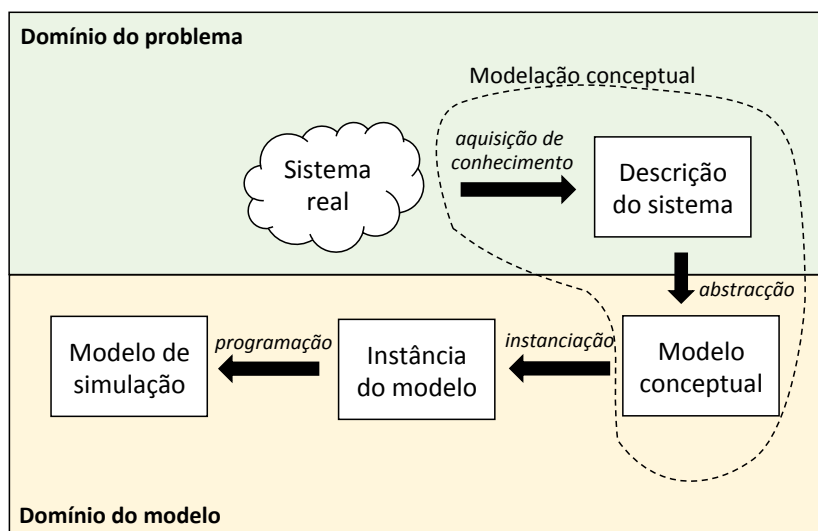 Domínio do problema
Modelação conceptual
aquisição de
conhecimento
Sistema
real
Descrição
do sistema
abstracção
Modelo de
simulação
programação
Instância
do modelo
instanciação
Modelo
conceptual
Domínio do modelo